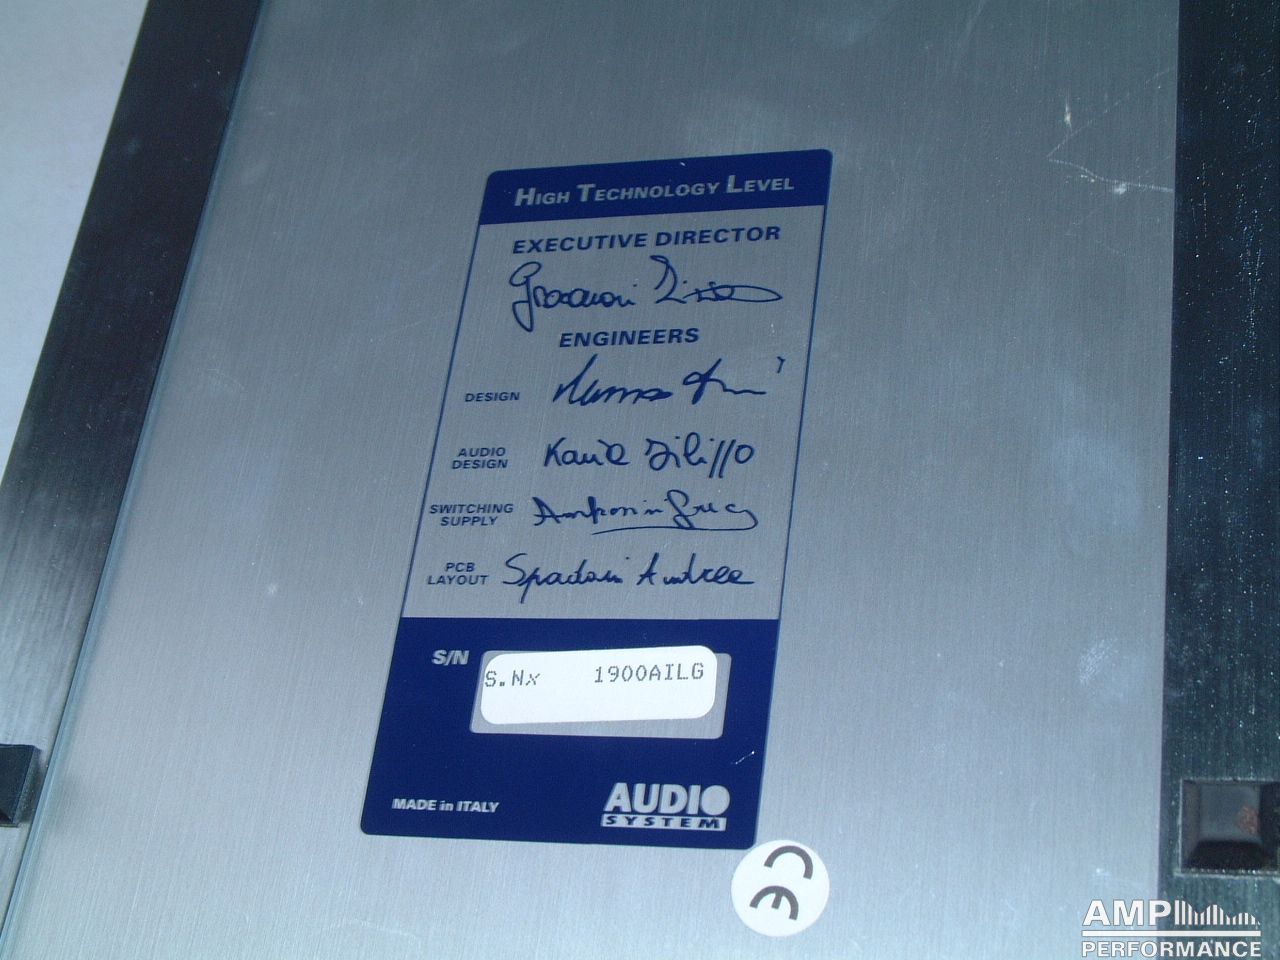 HIGH TECHNOLOGY LEVEL
EXECUTIVE DIRECTOR
ENGINEERS
DESIGN
AUDIO
DESIGN
SWITCHING
SUPPLY
PCB
LAYOUT
Andrea
S/N
S.Nx 1900AILG
MADE in ITALY
AUDIO
SYSTEM
CE
AMP
PERFORMANCE